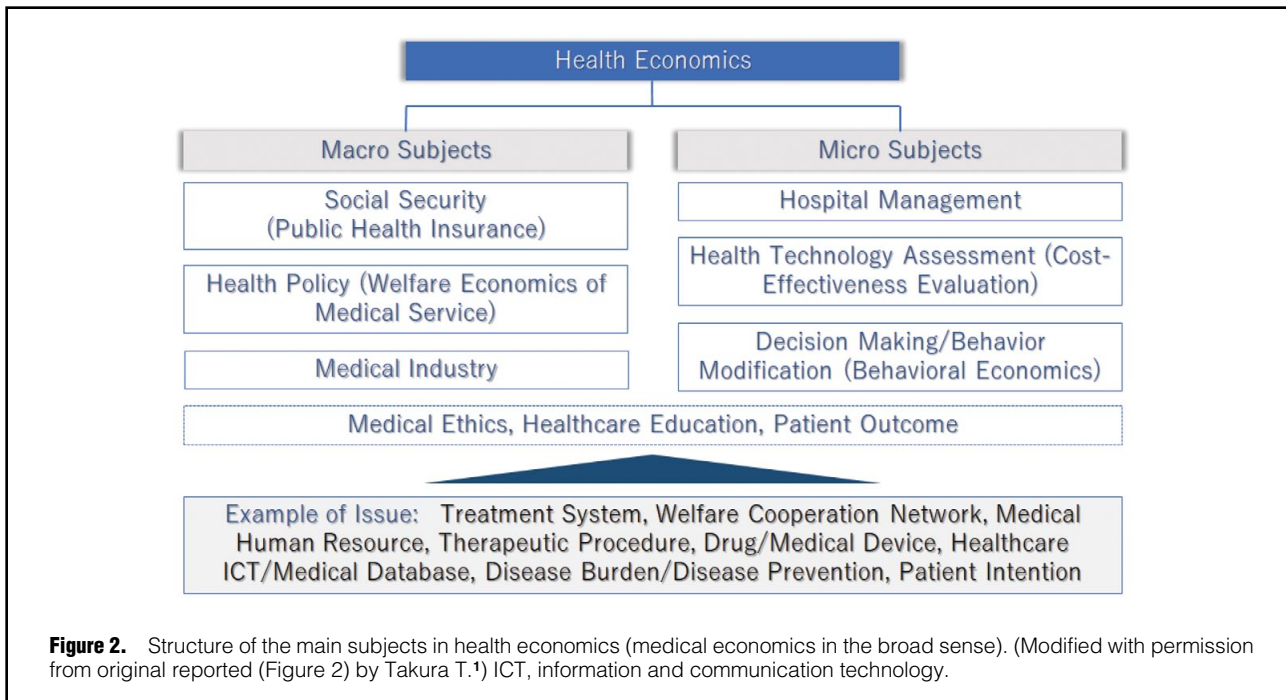 Health Economics
Macro Subjects
Social Security
(Public Health Insurance)
Health Policy (Welfare Economics of
Medical Service)
Medical Industry
Micro Subjects
Hospital Management
Health Technology Assessment (Cost-
Effectiveness Evaluation)
Decision Making/Behavior
Modification (Behavioral Economics)
Medical Ethics, Healthcare Education, Patient Outcome
Example of Issue: Treatment System, Welfare Cooperation Network, Medical
Human Resource, Therapeutic Procedure, Drug/Medical Device, Healthcare
ICT/Medical Database, Disease Burden/Disease Prevention, Patient Intention
Figure 2. Structure of the main subjects in health economics (medical economics in the broad sense). (Modified with permission
from original reported (Figure 2) by Takura T.1) ICT, information and communication technology.